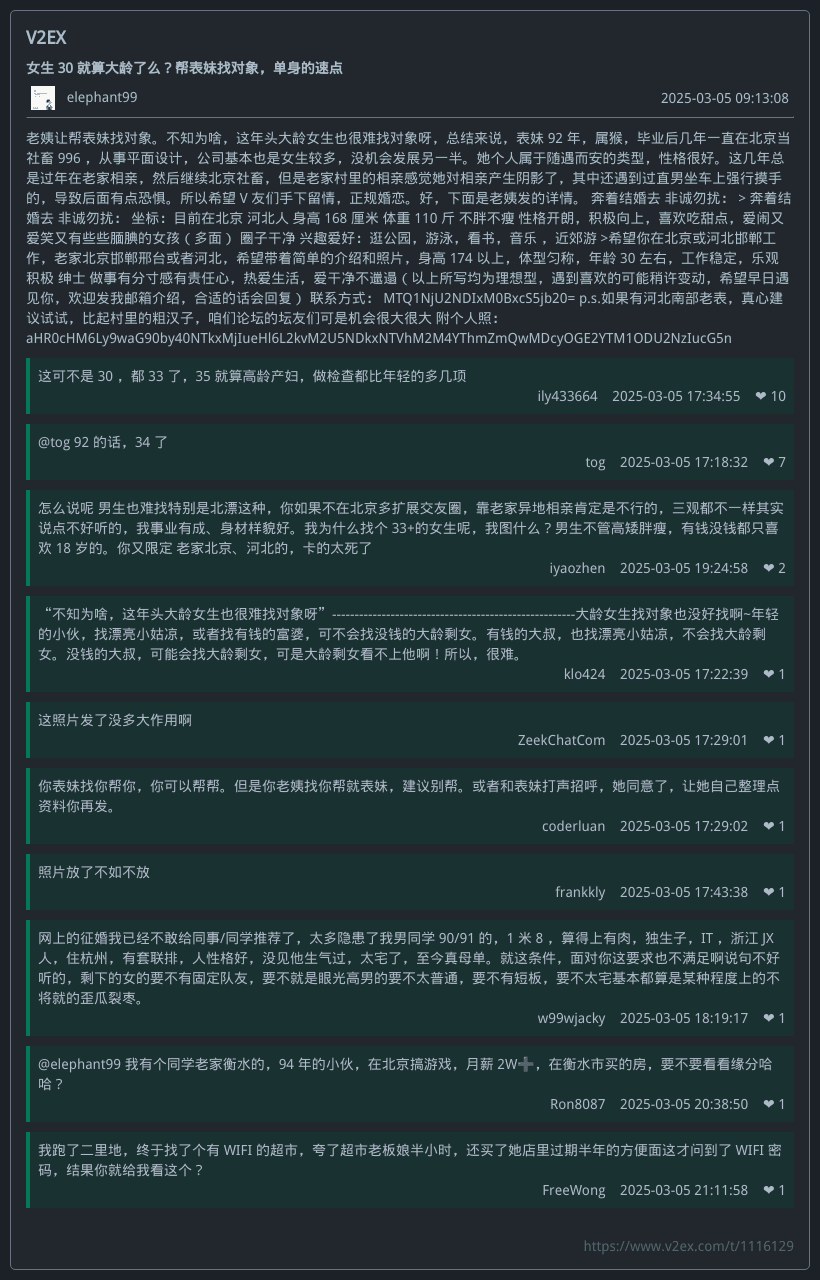 V2EX
女生 30 就算大龄了么？帮表妹找对象，单身的速点
elephant99
2025-03-05 09:13:08
老姨让帮表妹找对象。不知为啥，这年头大龄女生也很难找对象呀，总结来说，表妹 92 年，属猴，毕业后几年一直在北京当
社畜 996 ，从事平面设计，公司基本也是女生较多，没机会发展另一半。她个人属于随遇而安的类型，性格很好。这几年总
是过年在老家相亲，然后继续北京社畜，但是老家村里的相亲感觉她对相亲产生阴影了，其中还遇到过直男坐车上强行摸手
的，导致后面有点恐惧。所以希望 V 友们手下留情，正规婚恋。好，下面是老姨发的详情。 奔着结婚去 非诚勿扰： > 奔着结
婚去 非诚勿扰： 坐标：目前在北京 河北人 身高 168 厘米 体重 110 斤 不胖不瘦 性格开朗，积极向上，喜欢吃甜点，爱闹又
爱笑又有些些腼腆的女孩（ 多面 ）圈子干净 兴趣爱好：逛公园，游泳，看书，音乐 ，近郊游 >希望你在北京或河北邯郸工
作，老家北京邯郸邢台或者河北，希望带着简单的介绍和照片，身高 174 以上，体型匀称，年龄 30 左右，工作稳定，乐观
积极 绅士 做事有分寸感有责任心，热爱生活，爱干净不邋遢（ 以上所写均为理想型，遇到喜欢的可能稍许变动，希望早日遇
见你，欢迎发我邮箱介绍，合适的话会回复 ）联系方式： MTQ1NjU2NDIxM0BxcS5jb20= p.s.如果有河北南部老表，真心建
议试试，比起村里的粗汉子，咱们论坛的坛友们可是机会很大很大 附个人照：
aHR0cHM6Ly9waG90by40NTkxMjIueHl6L2kvM2U5NDkxNTVhM2M4YThmZmQwMDcyOGE2YTM1ODU2NzIucG5n
这可不是 30 ，都 33 了，35 就算高龄产妇，做检查都比年轻的多几项
ily433664 2025-03-05 17:34:55 ❤ 10
@tog 92 的话，34 了
tog 2025-03-05 17:18:32 ❤ 7
怎么说呢 男生也难找特别是北漂这种，你如果不在北京多扩展交友圈，靠老家异地相亲肯定是不行的，三观都不一样其实
说点不好听的，我事业有成、身材样貌好。我为什么找个 33+的女生呢，我图什么？男生不管高矮胖瘦，有钱没钱都只喜
欢 18 岁的。你又限定 老家北京、河北的，卡的太死了
iyaozhen 2025-03-05 19:24:58 ❤ 2
“不知为啥，这年头大龄女生也很难找对象呀”------------------------------------------------------大龄女生找对象也没好找啊~年轻
的小伙，找漂亮小姑凉，或者找有钱的富婆，可不会找没钱的大龄剩女。有钱的大叔，也找漂亮小姑凉，不会找大龄剩
女。没钱的大叔，可能会找大龄剩女，可是大龄剩女看不上他啊！所以，很难。
klo424 2025-03-05 17:22:39 ❤ 1
这照片发了没多大作用啊
ZeekChatCom 2025-03-05 17:29:01 ❤ 1
你表妹找你帮你，你可以帮帮。但是你老姨找你帮就表妹，建议别帮。或者和表妹打声招呼，她同意了，让她自己整理点
资料你再发。
coderluan 2025-03-05 17:29:02 ❤ 1
照片放了不如不放
frankkly 2025-03-05 17:43:38 ❤ 1
网上的征婚我已经不敢给同事/同学推荐了，太多隐患了我男同学 90/91 的，1 米 8 ，算得上有肉，独生子，IT ，浙江 JX
人，住杭州，有套联排，人性格好，没见他生气过，太宅了，至今真母单。就这条件，面对你这要求也不满足啊说句不好
听的，剩下的女的要不有固定队友，要不就是眼光高男的要不太普通，要不有短板，要不太宅基本都算是某种程度上的不
将就的歪瓜裂枣。
w99wjacky 2025-03-05 18:19:17 ❤ 1
@elephant99 我有个同学老家衡水的，94 年的小伙，在北京搞游戏，月薪 2W➕，在衡水市买的房，要不要看看缘分哈
哈？
Ron8087 2025-03-05 20:38:50 ❤ 1
我跑了二里地，终于找了个有 WIFI 的超市，夸了超市老板娘半小时，还买了她店里过期半年的方便面这才问到了 WIFI 密
码，结果你就给我看这个？
FreeWong 2025-03-05 21:11:58 ❤ 1
https://www.v2ex.com/t/1116129